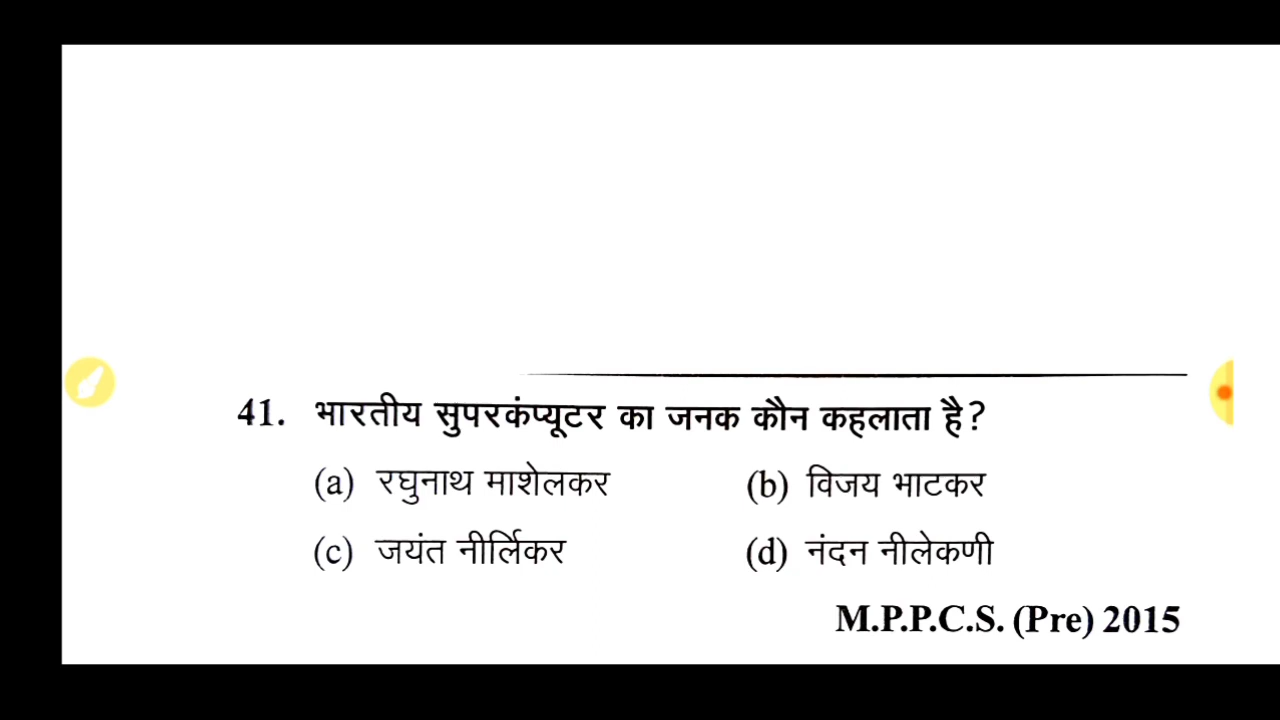 41. भारतीय सुपरकंप्यूटर का जनक कौन कहलाता है?
(a) रघुनाथ माशेलकर (b) विजय भाटकर
(c) जयंत नीर्लिकर (d) नंदन नीलेकणी
M.P.P.C.S. (Pre) 2015